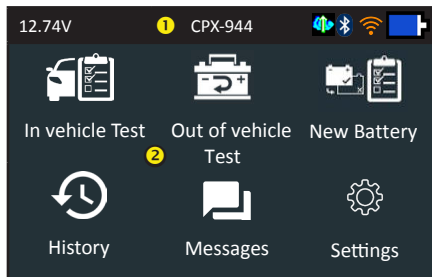 12.74V 1 CPX-944
In vehicle Test Out of vehicle New Battery
2 Test
History Messages Settings